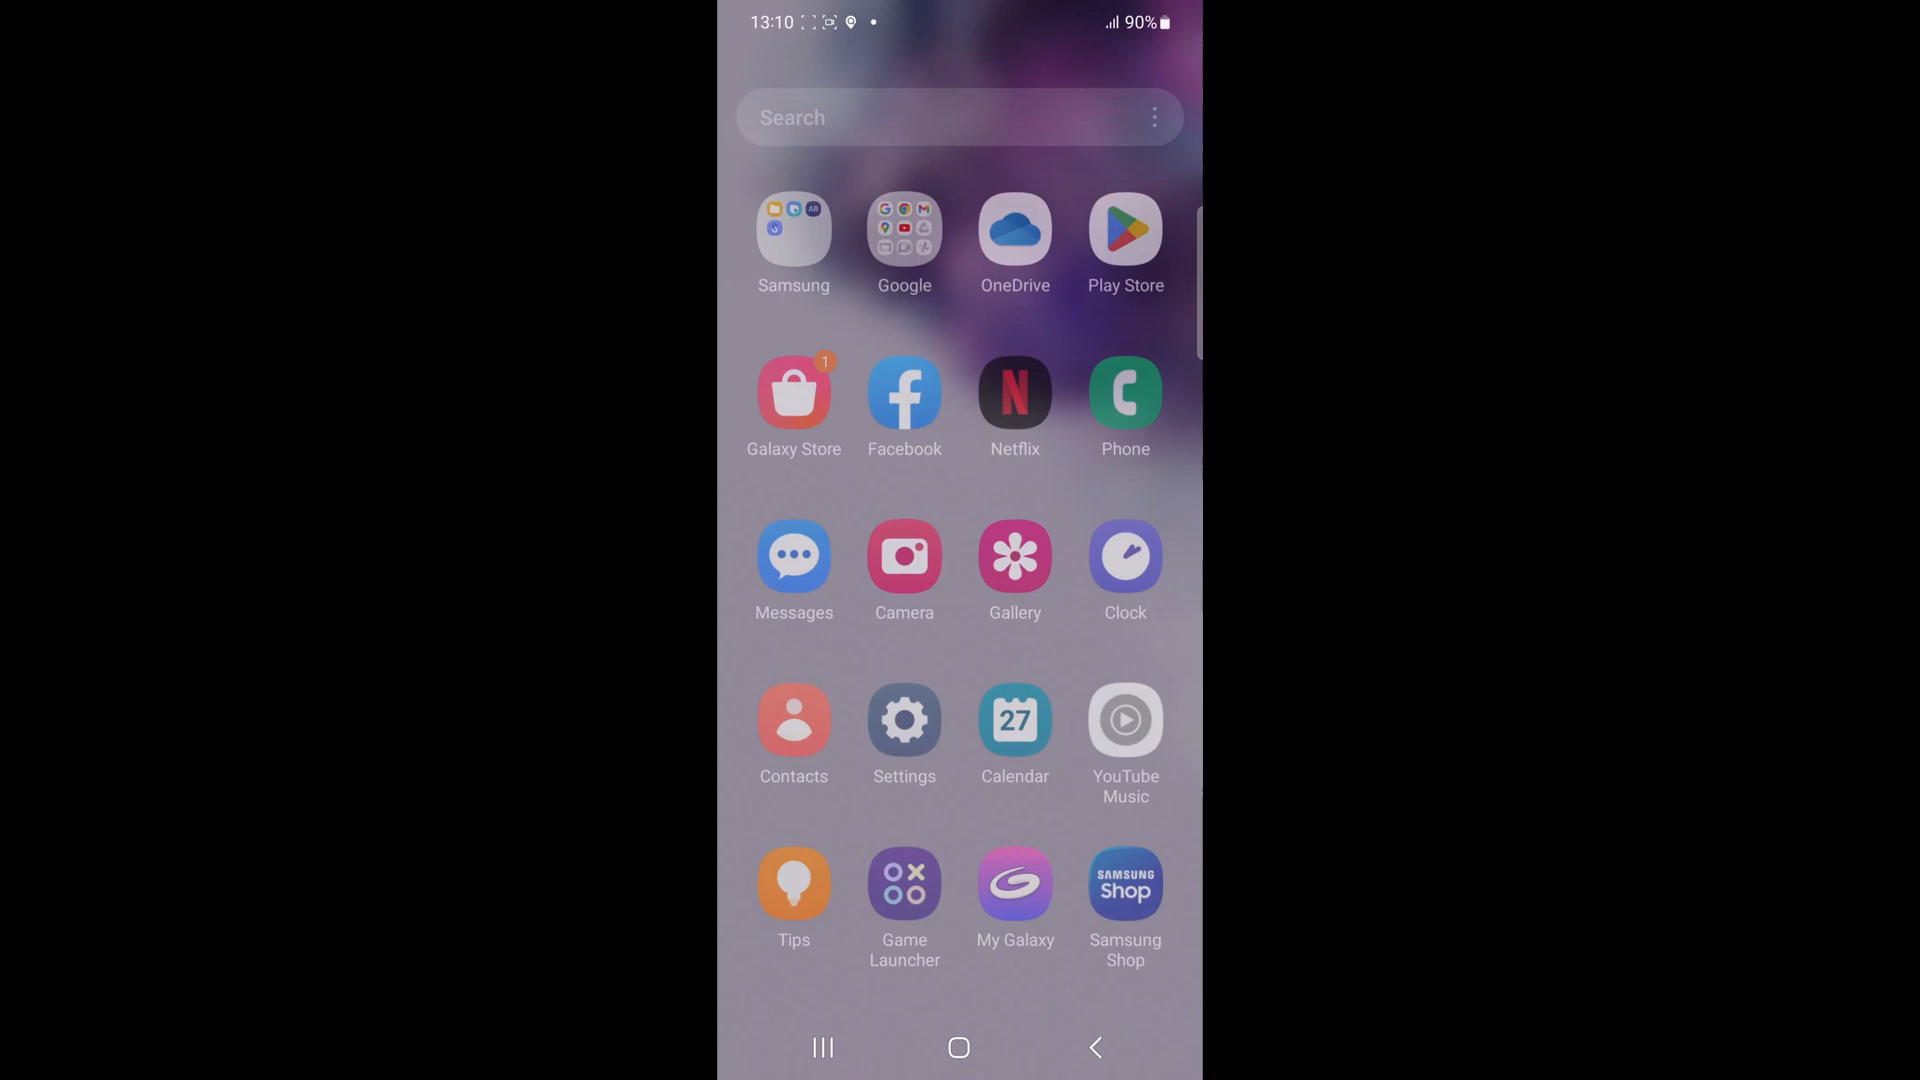 13:10 90%
Search
AR
Samsung Google OneDrive Play Store
1
Galaxy Store Facebook Netflix Phone
Messages Camera Gallery Clock
27
Contacts Settings Calendar YouTube
Music
SAMSUNG
Shop
Tips Game My Galaxy Samsung
Launcher Shop